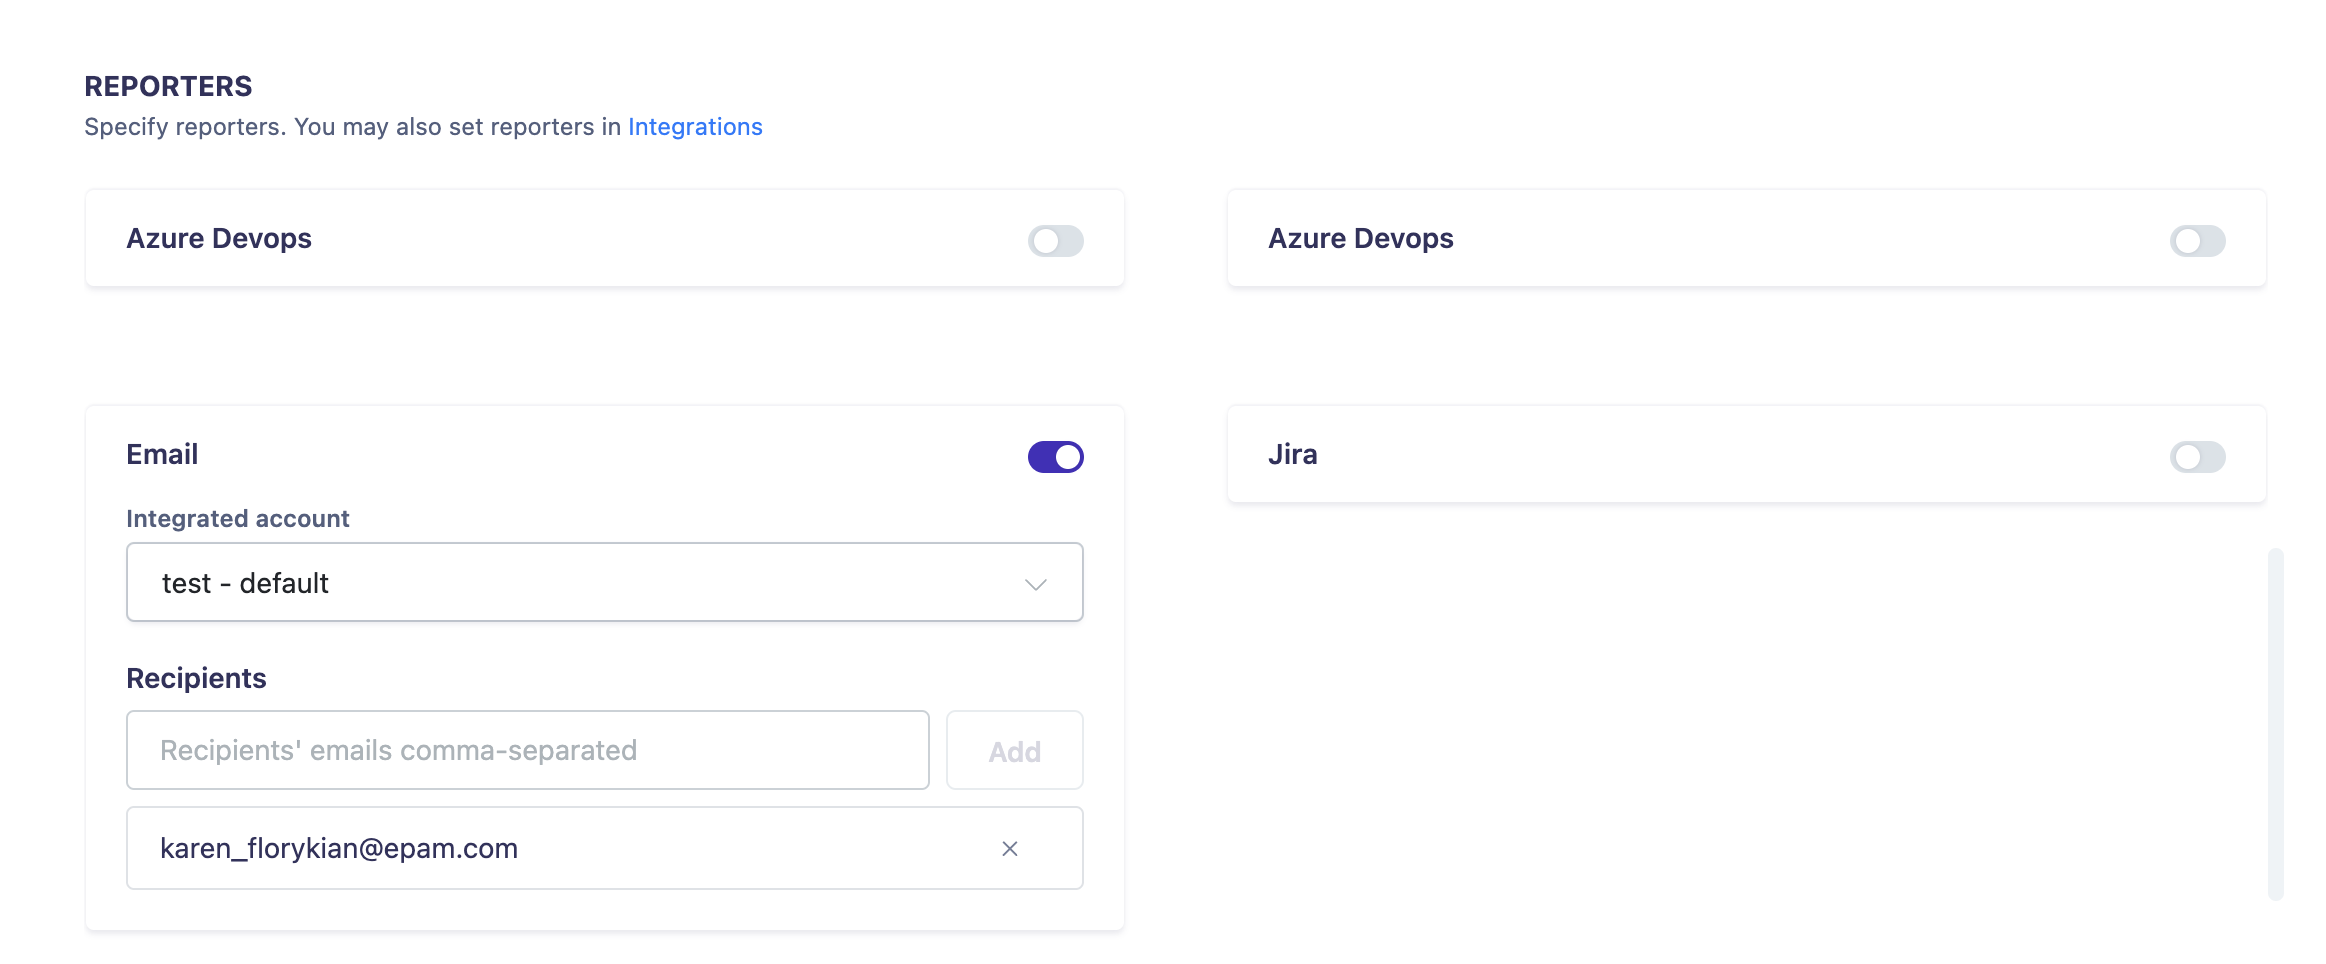 REPORTERS
Specify reporters. You may also set reporters in Integrations
Azure Devops
Azure Devops
Email
Integrated account
test - default
Recipients
Recipients' emails comma-separated
Add
karen_florykian@epam.com
Jira